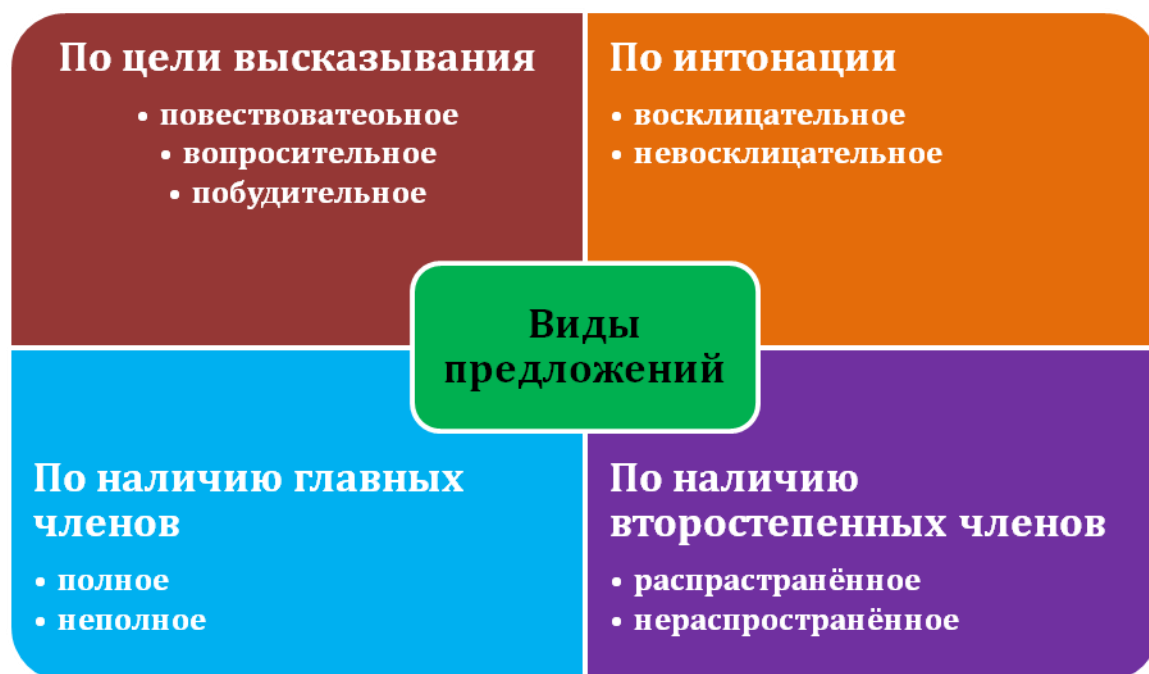 По цели высказывания
• повествоватеоьное
• вопросительное
• побудительное
По интонации
• восклицательное
• невосклицательное
Виды
предложений
По наличию главных
членов
• полное
• неполное
По наличию
второстепенных членов
• распрастранённое
• нераспространённое